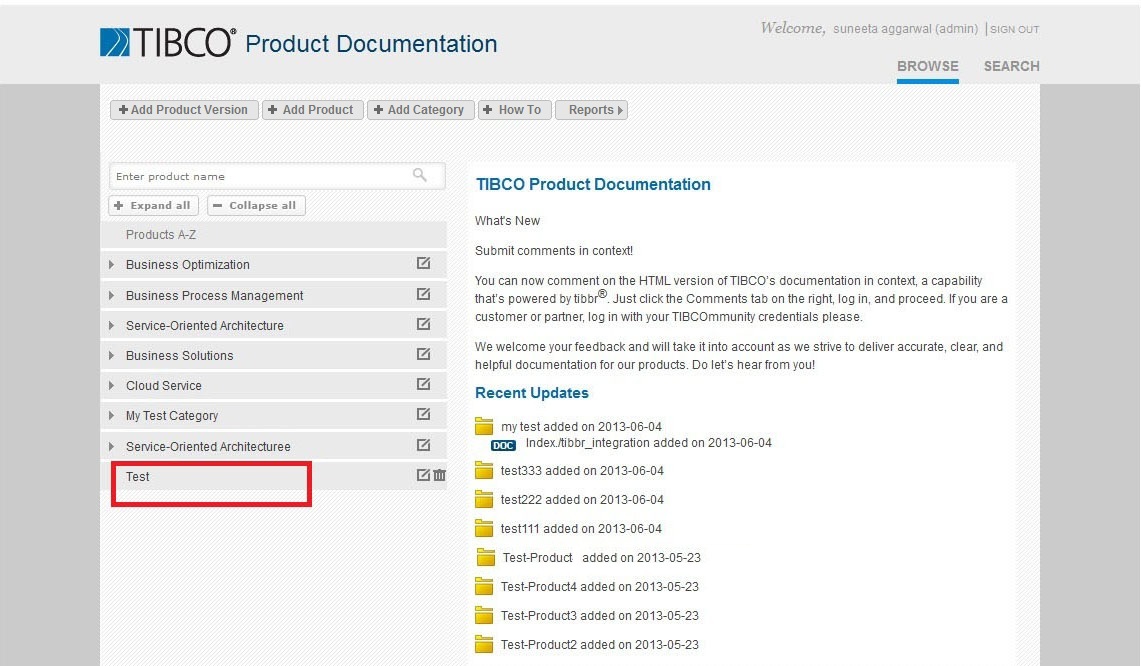 TIBCO® Product Documentation
Welcome, suneeta aggarwal (admin) | SIGN OUT
BROWSE SEARCH
Add Product Version Add Product Add Category How To Reports
Enter product name
Expand all Collapse all
Products A-Z
Business Optimization
Business Process Management
Service-Oriented Architecture
Business Solutions
Cloud Service
My Test Category
Service-Oriented Architecturee
Test
TIBCO Product Documentation
What's New
Submit comments in context!
You can now comment on the HTML version of TIBCO's documentation in context, a capability
that's powered by tibbr®. Just click the Comments tab on the right, log in, and proceed. If you are a
customer or partner, log in with your TIBCOmmunity credentials please.
We welcome your feedback and will take it into account as we strive to deliver accurate, clear, and
helpful documentation for our products. Do let's hear from you!
Recent Updates
my test added on 2013-06-04
DOC Index./tibbr_integration added on 2013-06-04
test333 added on 2013-06-04
test222 added on 2013-06-04
test111 added on 2013-06-04
Test-Product added on 2013-05-23
Test-Product4 added on 2013-05-23
Test-Product3 added on 2013-05-23
Test-Product2 added on 2013-05-23